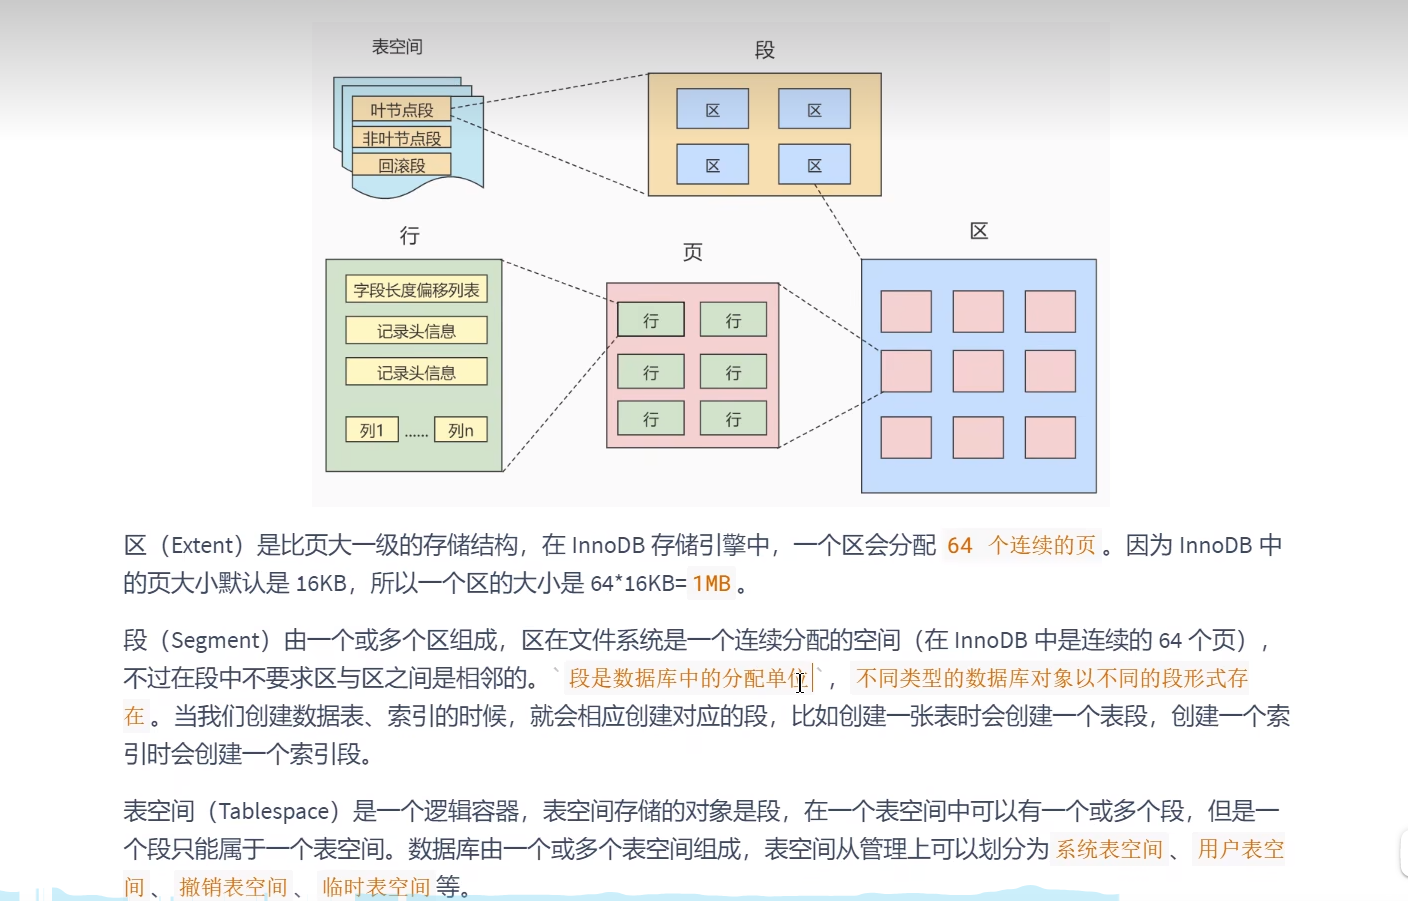 表空间
段
叶节点段
非叶节点段
回滚段
区
区
区
区
行
页
区
字段长度偏移列表
记录头信息
记录头信息
列1 ...... 列n
行 行
行 行
行 行
区（Extent）是比页大一级的存储结构，在 InnoDB 存储引擎中，一个区会分配 64 个连续的页。因为 InnoDB 中
的页大小默认是 16KB，所以一个区的大小是 64*16KB=1MB。
段（Segment）由一个或多个区组成，区在文件系统是一个连续分配的空间（在 InnoDB 中是连续的 64 个页），
不过在段中不要求区与区之间是相邻的。`段是数据库中的分配单位`，不同类型的数据库对象以不同的段形式存
在。当我们创建数据表、索引的时候，就会相应创建对应的段，比如创建一张表时会创建一个表段，创建一个索
引时会创建一个索引段。
表空间（Tablespace）是一个逻辑容器，表空间存储的对象是段，在一个表空间中可以有一个或多个段，但是一
个段只能属于一个表空间。数据库由一个或多个表空间组成，表空间从管理上可以划分为 系统表空间、用户表空
间、撤销表空间、临时表空间等。